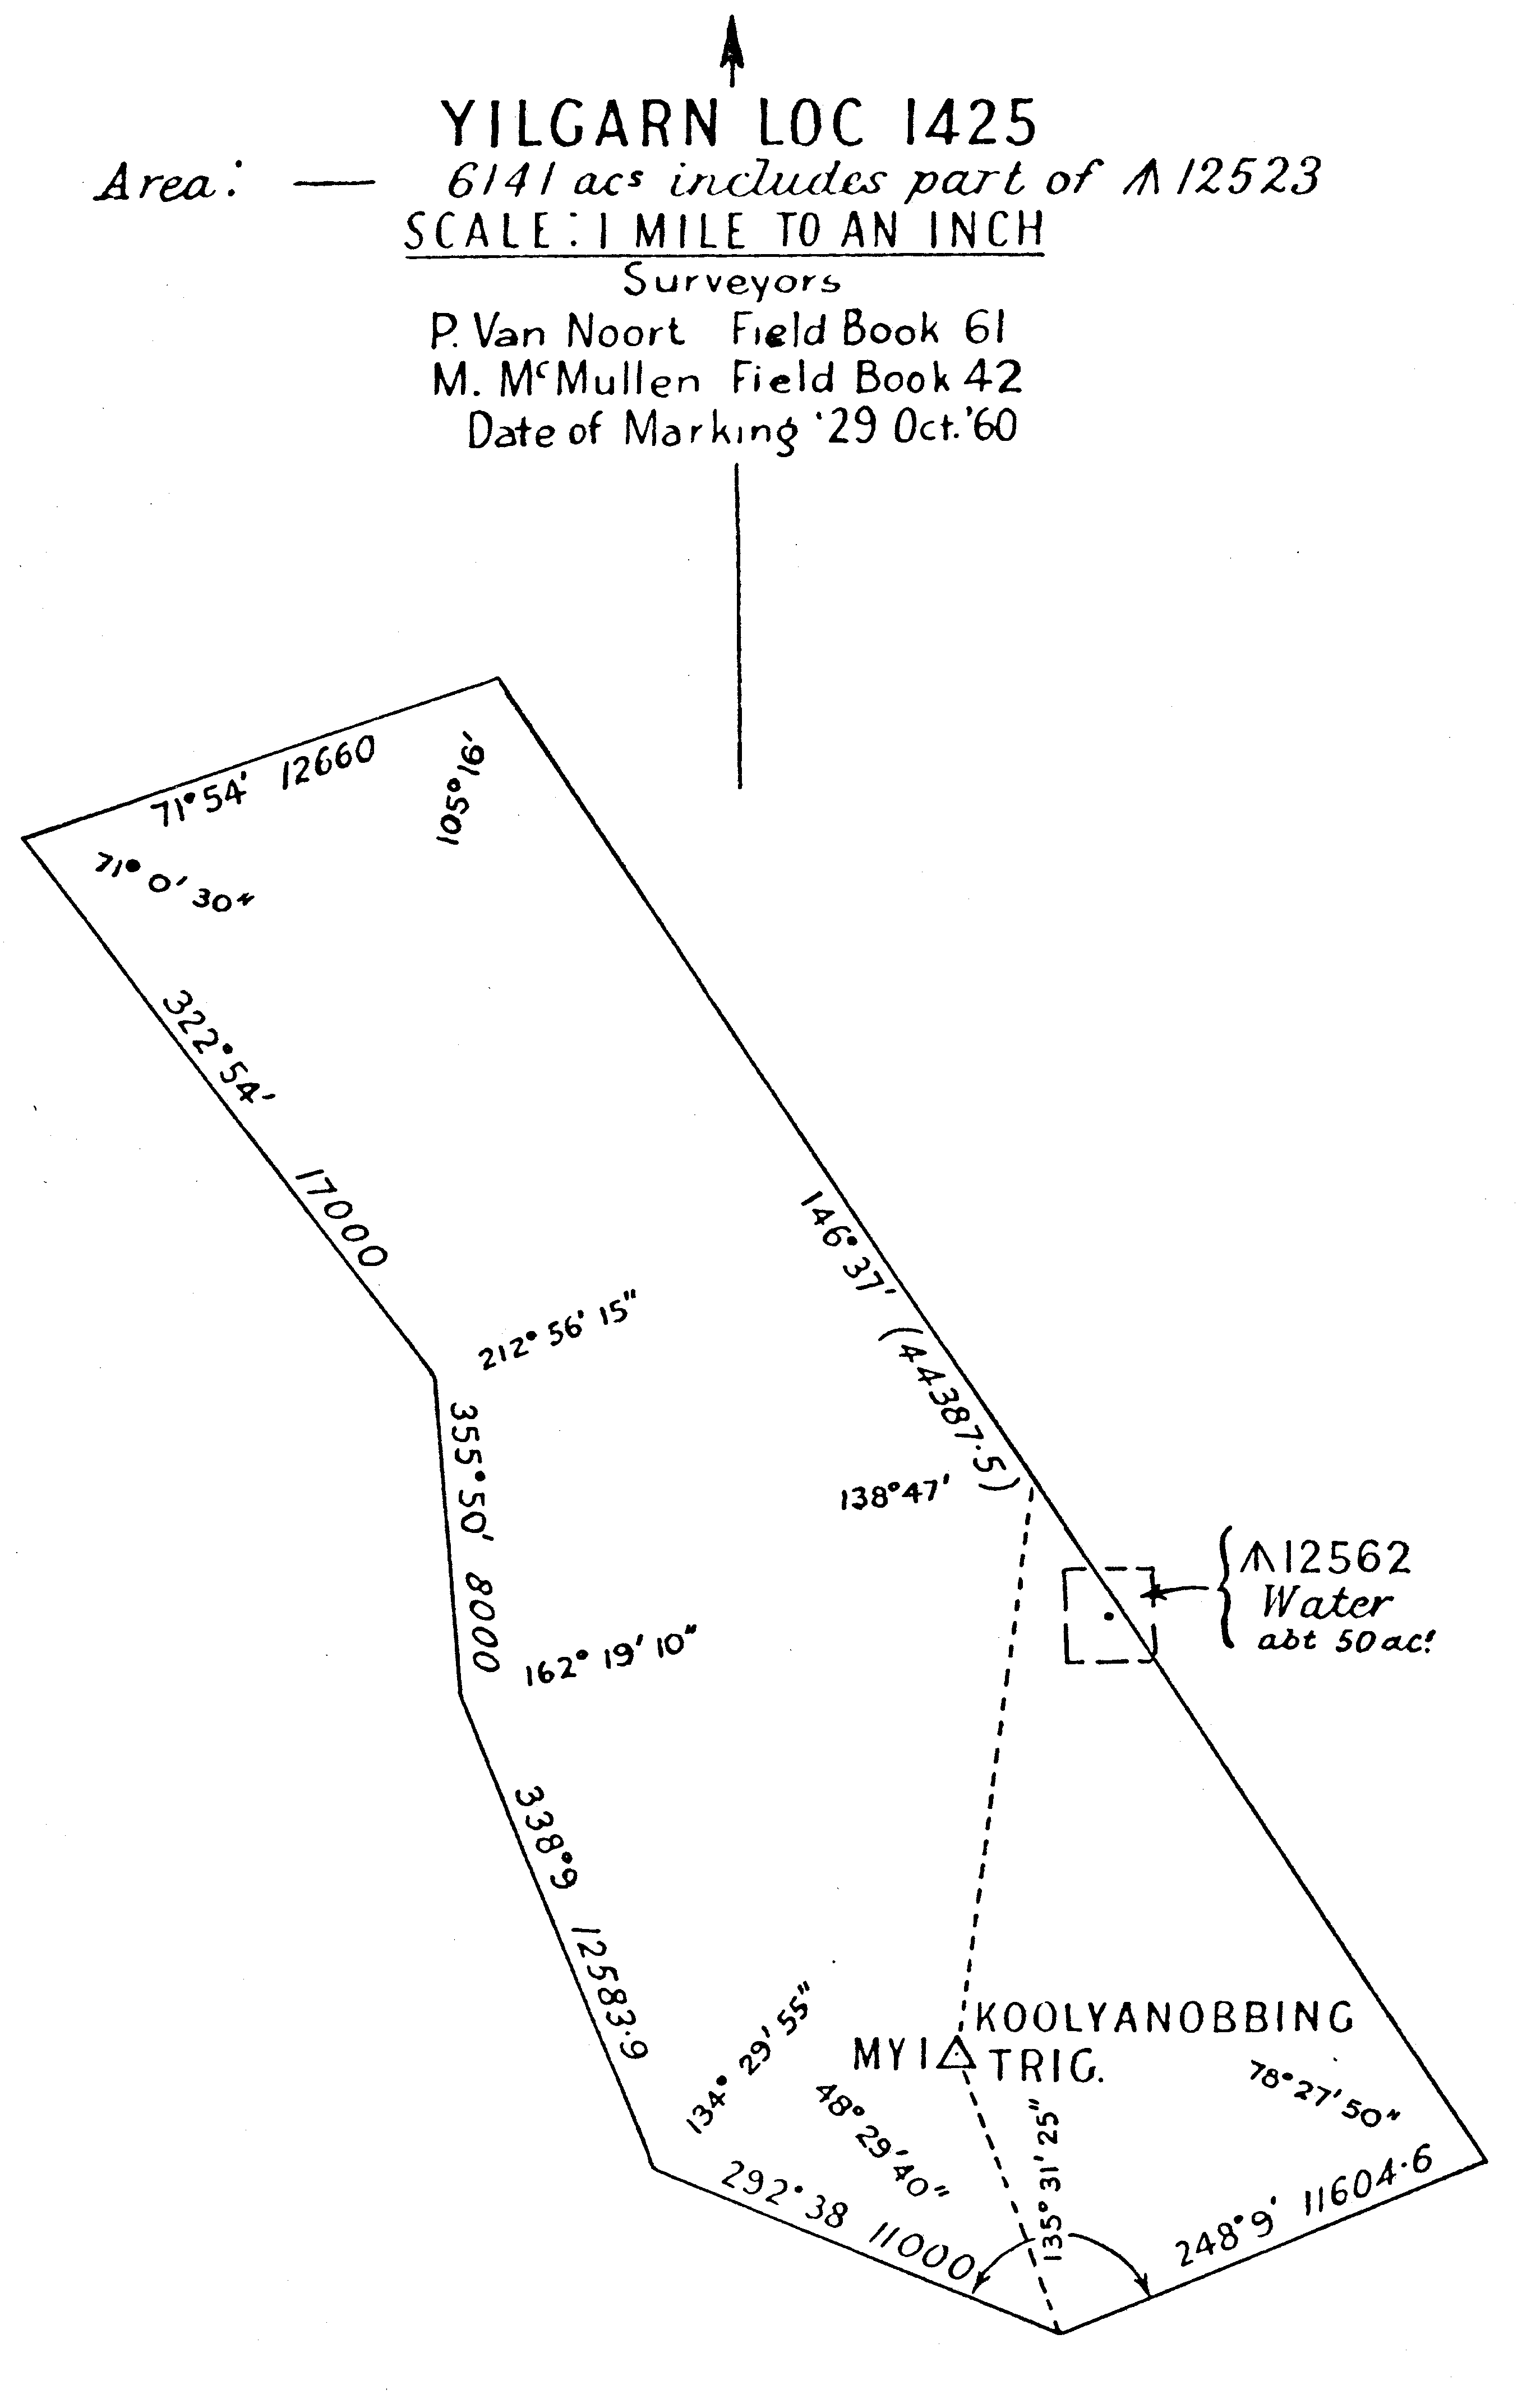 YILGARN LOC 1425
Area: — 6141 acs includes part of ᗑ 12523
SCALE: 1 MILE TO AN INCH
Surveyors
P. Van Noort Field Book 61
M. McMullen Field Book 42
Date of Marking '29 Oct.'60
71°54' 12660
105°16'
71° 0' 30"
322°54' 17000
146°37' (44387·5)
212° 56' 15"
355°50' 8000
138°47'
ᗑ12562
Water
abt 50 acs
162° 19' 10"
338°9 12583·9
KOOLYANOBBING
MY1 TRIG.
134° 29' 55"
48° 29' 40"
135° 31' 25"
78°27'50"
292°38 11000
248°9' 11604·6